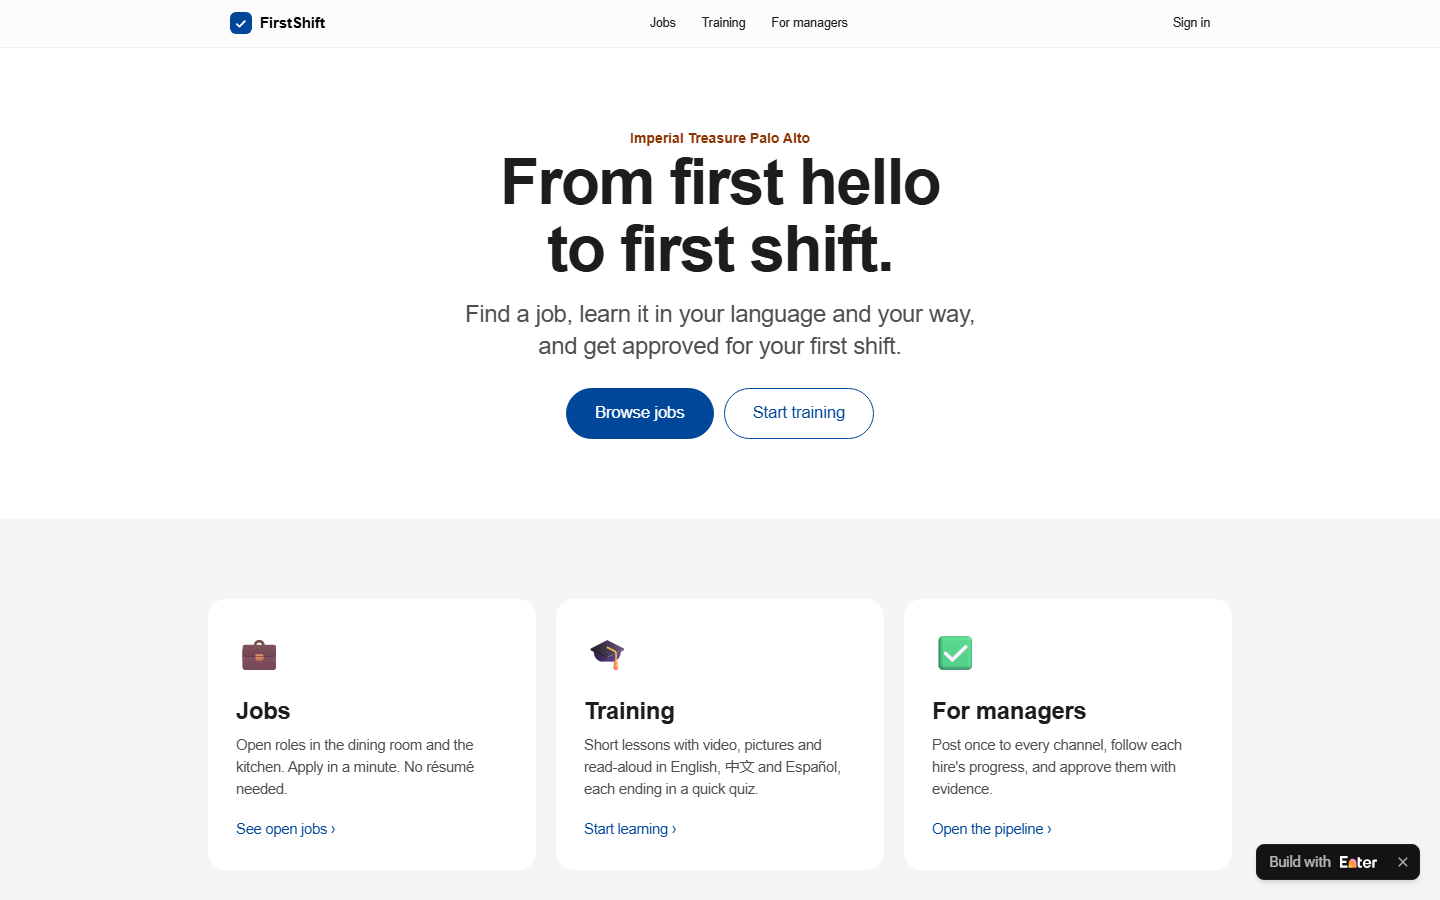 FirstShift
Jobs
Training
For managers
Sign in
Imperial Treasure Palo Alto
From first hello
to first shift.
Find a job, learn it in your language and your way,
and get approved for your first shift.
Browse jobs
Start training
Jobs
Open roles in the dining room and the
kitchen. Apply in a minute. No résumé
needed.
See open jobs ›
Training
Short lessons with video, pictures and
read-aloud in English, 中文 and Español,
each ending in a quick quiz.
Start learning ›
For managers
Post once to every channel, follow each
hire's progress, and approve them with
evidence.
Open the pipeline ›
Build with Enter